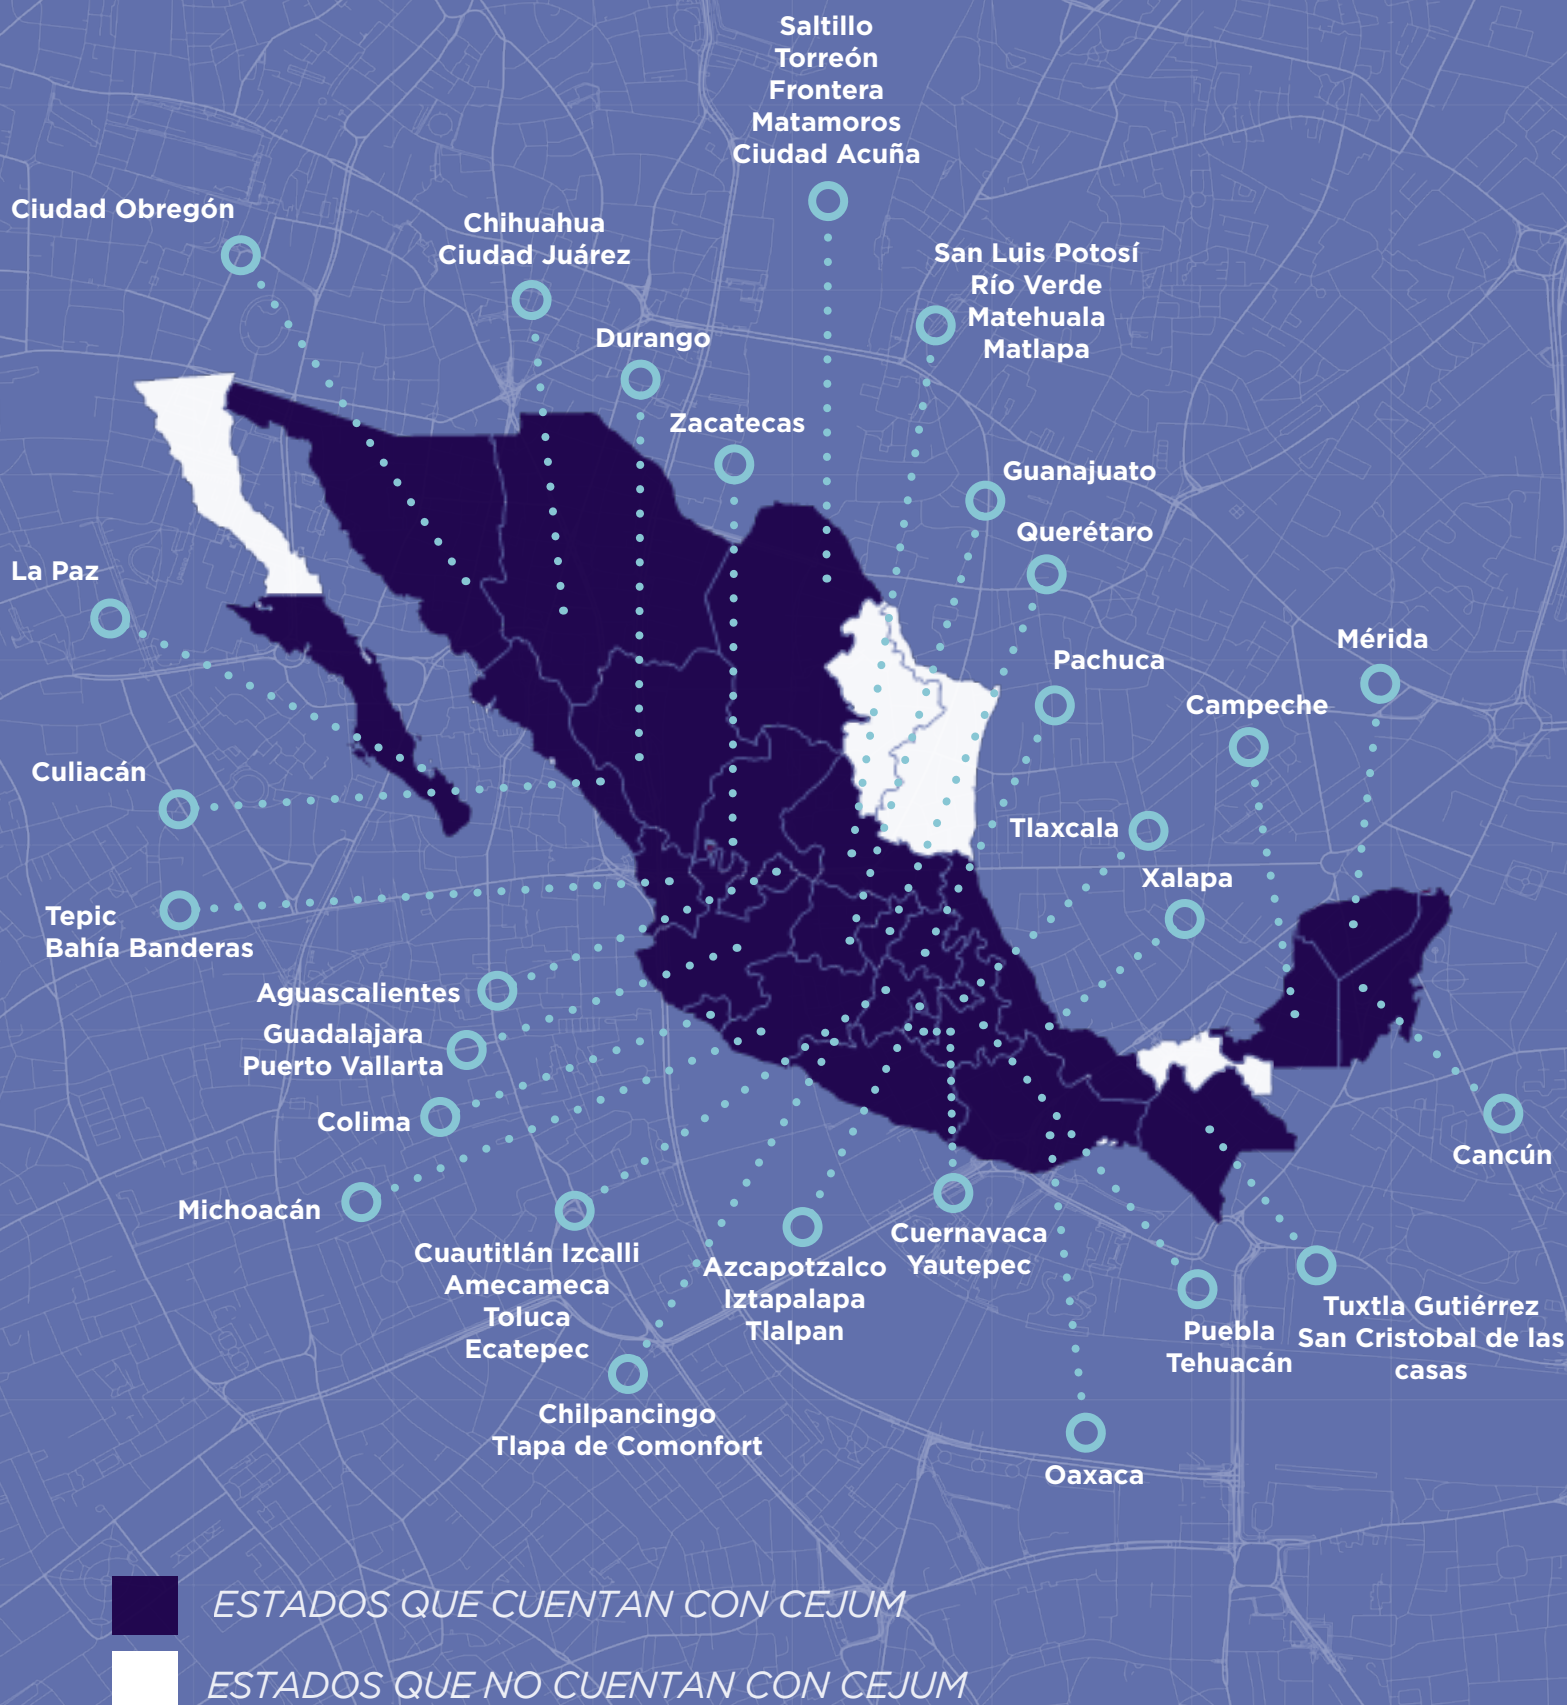 Saltillo
Torreón
Frontera
Matamoros
Ciudad Acuña
Ciudad Obregón
Chihuahua
Ciudad Juárez
San Luis Potosí
Río Verde
Matehuala
Matlapa
Durango
Zacatecas
Guanajuato
Querétaro
La Paz
Mérida
Pachuca
Campeche
Culiacán
Tlaxcala
Xalapa
Tepic
Bahía Banderas
Aguascalientes
Guadalajara
Puerto Vallarta
Colima
Cancún
Michoacán
Cuautitlán Izcalli
Amecameca
Toluca
Ecatepec
Azcapotzalco
Iztapalapa
Tlalpan
Cuernavaca
Yautepec
Puebla
Tehuacán
Tuxtla Gutiérrez
San Cristobal de las
casas
Chilpancingo
Tlapa de Comonfort
Oaxaca
ESTADOS QUE CUENTAN CON CEJUM
ESTADOS QUE NO CUENTAN CON CEJUM